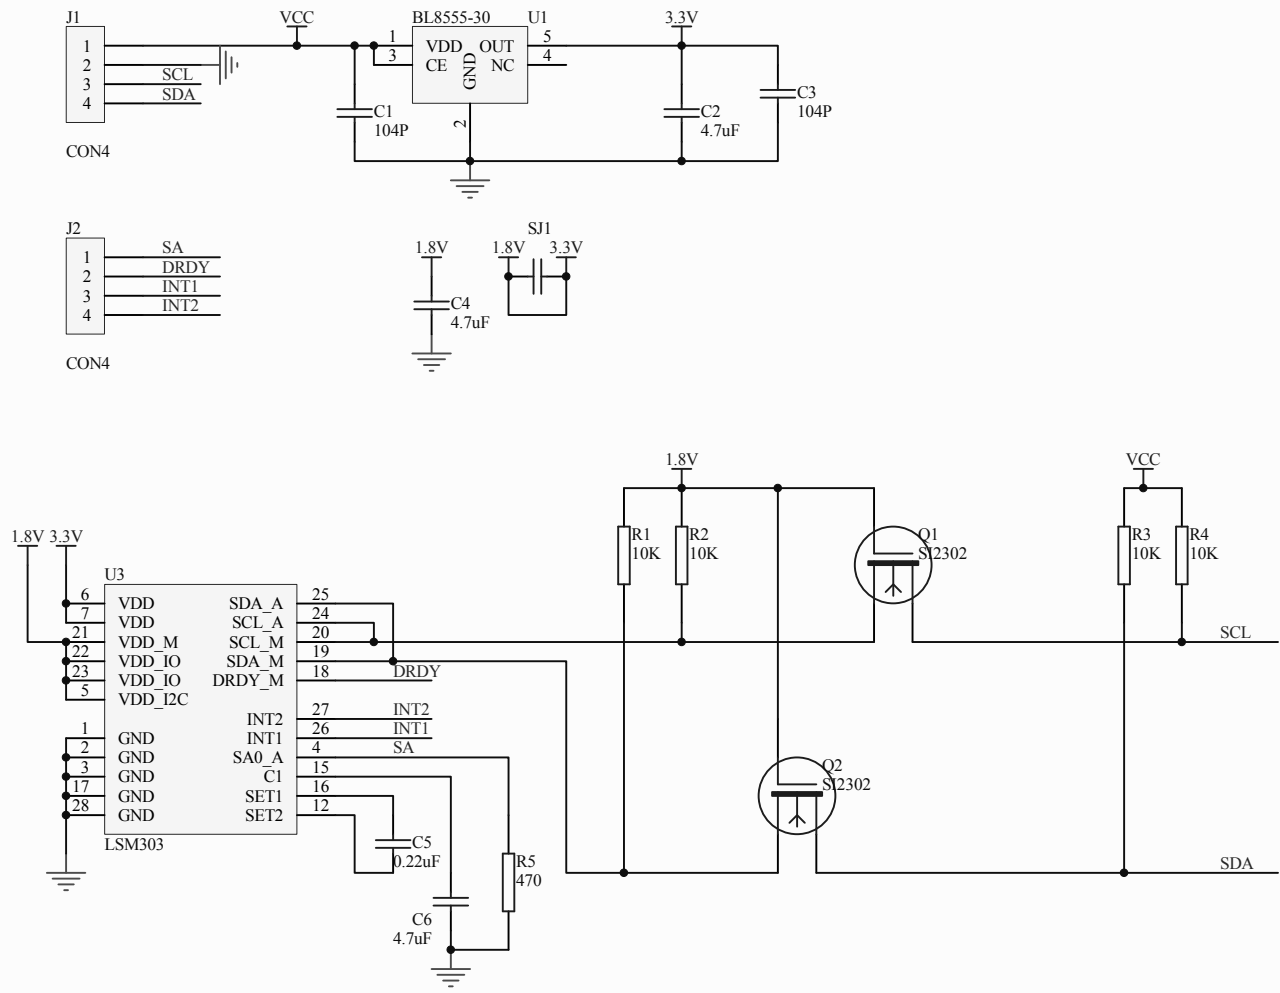 J1
1
2
3 SCL
4 SDA
CON4
VCC
BL8555-30 U1
1 VDD OUT 5
3 CE NC 4
GND
2
C1
104P
3.3V
C2
4.7uF
C3
104P
J2
1 SA
2 DRDY
3 INT1
4 INT2
CON4
1.8V
C4
4.7uF
SJ1
1.8V 3.3V
1.8V 3.3V
U3
6 VDD SDA_A 25
7 VDD SCL_A 24
21 VDD_M SCL_M 20
22 VDD_IO SDA_M 19
23 VDD_IO DRDY_M 18 DRDY
5 VDD_I2C
INT2 27 INT2
1 GND INT1 26 INT1
2 GND SA0_A 4 SA
3 GND C1 15
17 GND SET1 16
28 GND SET2 12
LSM303
C5
0.22uF
C6
4.7uF
R5
470
1.8V
R1
10K
R2
10K
Q1
SI2302
VCC
R3
10K
R4
10K
SCL
Q2
SI2302
SDA